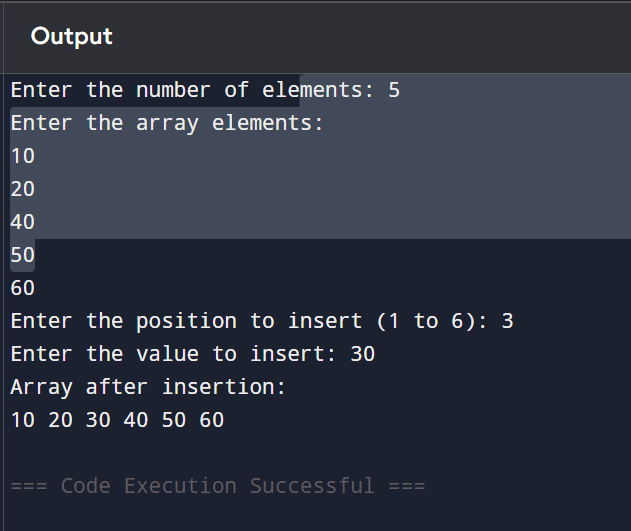 Output
Enter the number of elements: 5
Enter the array elements:
10
20
40
50
60
Enter the position to insert (1 to 6): 3
Enter the value to insert: 30
Array after insertion:
10 20 30 40 50 60
=== Code Execution Successful ===